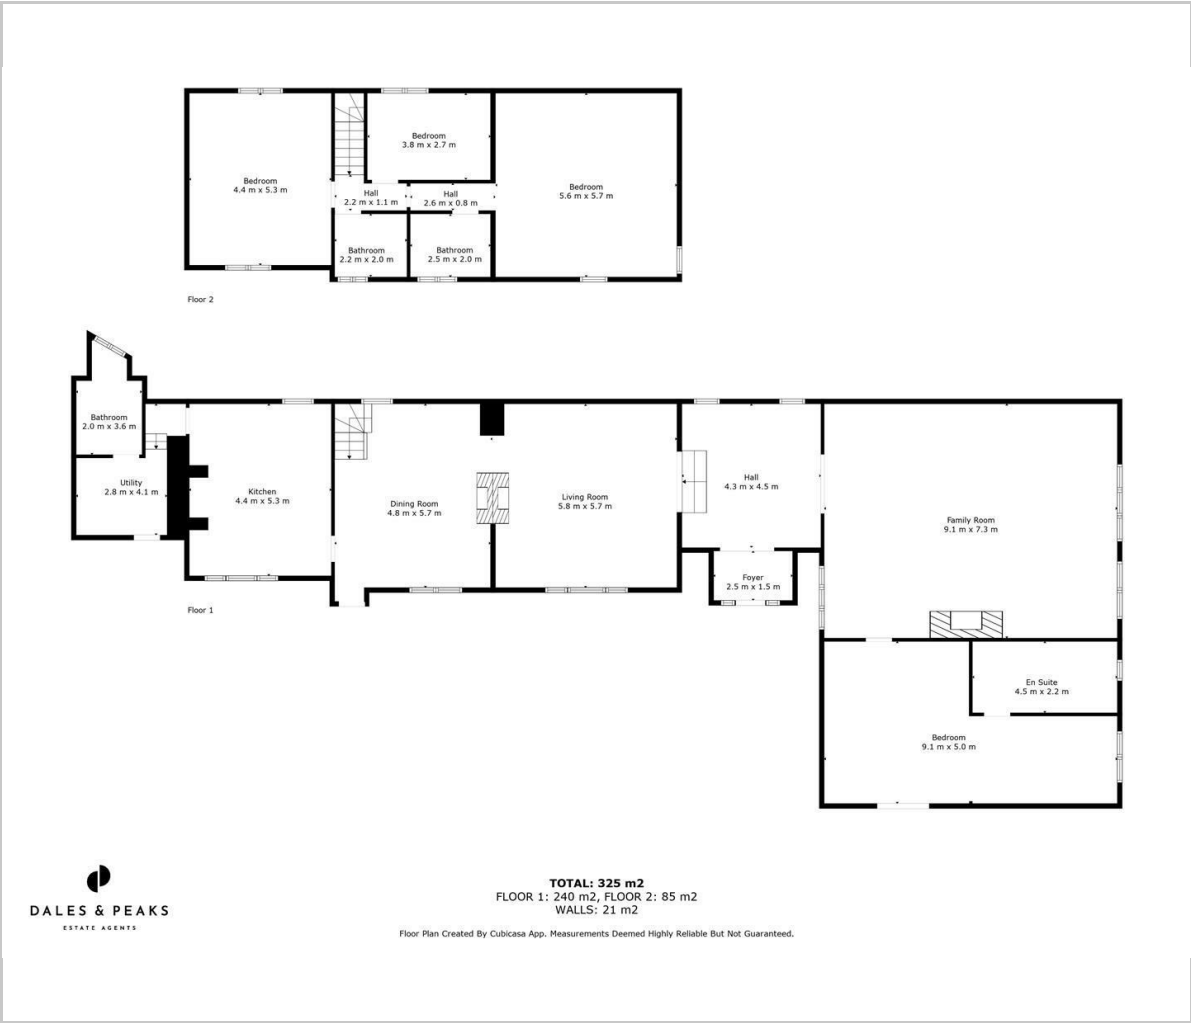 Bedroom
4.4 m x 5.3 m
Bedroom
3.8 m x 2.7 m
Hall
2.2 m x 1.1 m
Hall
2.6 m x 0.8 m
Bedroom
5.6 m x 5.7 m
Bathroom
2.2 m x 2.0 m
Bathroom
2.5 m x 2.0 m
Floor 2
Bathroom
2.0 m x 3.6 m
Utility
2.8 m x 4.1 m
Kitchen
4.4 m x 5.3 m
Dining Room
4.8 m x 5.7 m
Living Room
5.8 m x 5.7 m
Hall
4.3 m x 4.5 m
Family Room
9.1 m x 7.3 m
Foyer
2.5 m x 1.5 m
Floor 1
En Suite
4.5 m x 2.2 m
Bedroom
9.1 m x 5.0 m
DALES & PEAKS
ESTATE AGENTS
TOTAL: 325 m2
FLOOR 1: 240 m2, FLOOR 2: 85 m2
WALLS: 21 m2
Floor Plan Created By Cubicasa App. Measurements Deemed Highly Reliable But Not Guaranteed.